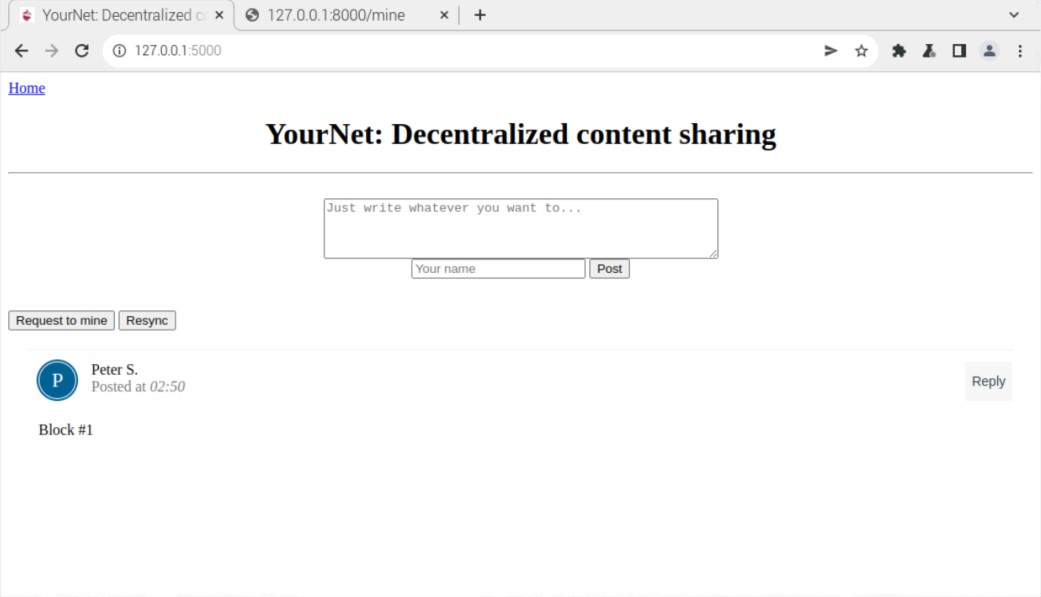 YourNet: Decentralized cc
127.0.0.1:8000/mine
127.0.0.1:5000
Home
YourNet: Decentralized content sharing
Just write whatever you want to...
Your name
Post
Request to mine
Resync
P
Peter S.
Posted at 02:50
Reply
Block #1